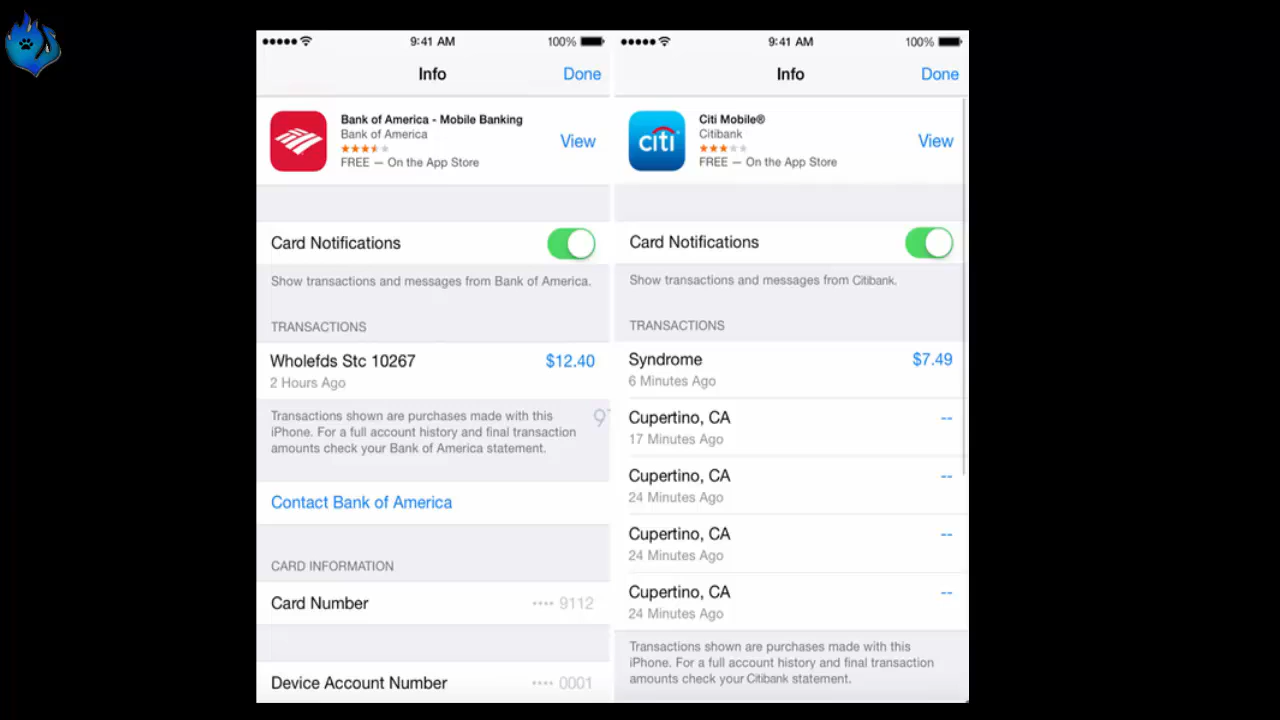 9:41 AM
100%
Info
Done
Bank of America - Mobile Banking
Bank of America
View
FREE — On the App Store
Card Notifications
Show transactions and messages from Bank of America.
TRANSACTIONS
Wholefds Stc 10267
$12.40
2 Hours Ago
Transactions shown are purchases made with this
iPhone. For a full account history and final transaction
amounts check your Bank of America statement.
Contact Bank of America
CARD INFORMATION
Card Number
•••• 9112
Device Account Number
•••• 0001
9:41 AM
100%
Info
Done
citi
Citi Mobile®
Citibank
View
FREE — On the App Store
Card Notifications
Show transactions and messages from Citibank.
TRANSACTIONS
Syndrome
$7.49
6 Minutes Ago
Cupertino, CA
--
17 Minutes Ago
Cupertino, CA
--
24 Minutes Ago
Cupertino, CA
--
24 Minutes Ago
Cupertino, CA
--
24 Minutes Ago
Transactions shown are purchases made with this
iPhone. For a full account history and final transaction
amounts check your Citibank statement.